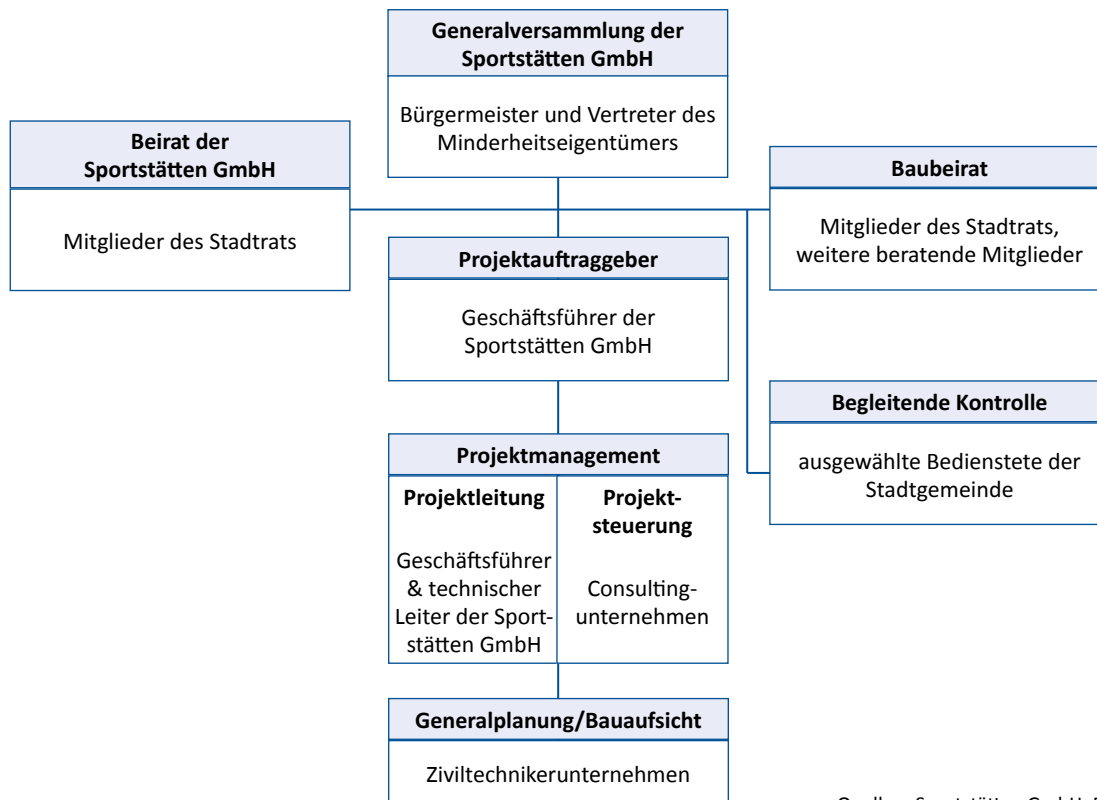 Generalversammlung der
Sportstätten GmbH
Bürgermeister und Vertreter des
Minderheitseigentümers
Beirat der
Sportstätten GmbH
Mitglieder des Stadtrats
Baubeirat
Mitglieder des Stadtrats,
weitere beratende Mitglieder
Projektauftraggeber
Geschäftsführer der
Sportstätten GmbH
Begleitende Kontrolle
ausgewählte Bedienstete der
Stadtgemeinde
Projektmanagement
Projektleitung
Geschäftsführer
& technischer
Leiter der Sport-
stätten GmbH
Projekt-
steuerung
Consulting-
unternehmen
Generalplanung/Bauaufsicht
Ziviltechnikerunternehmen